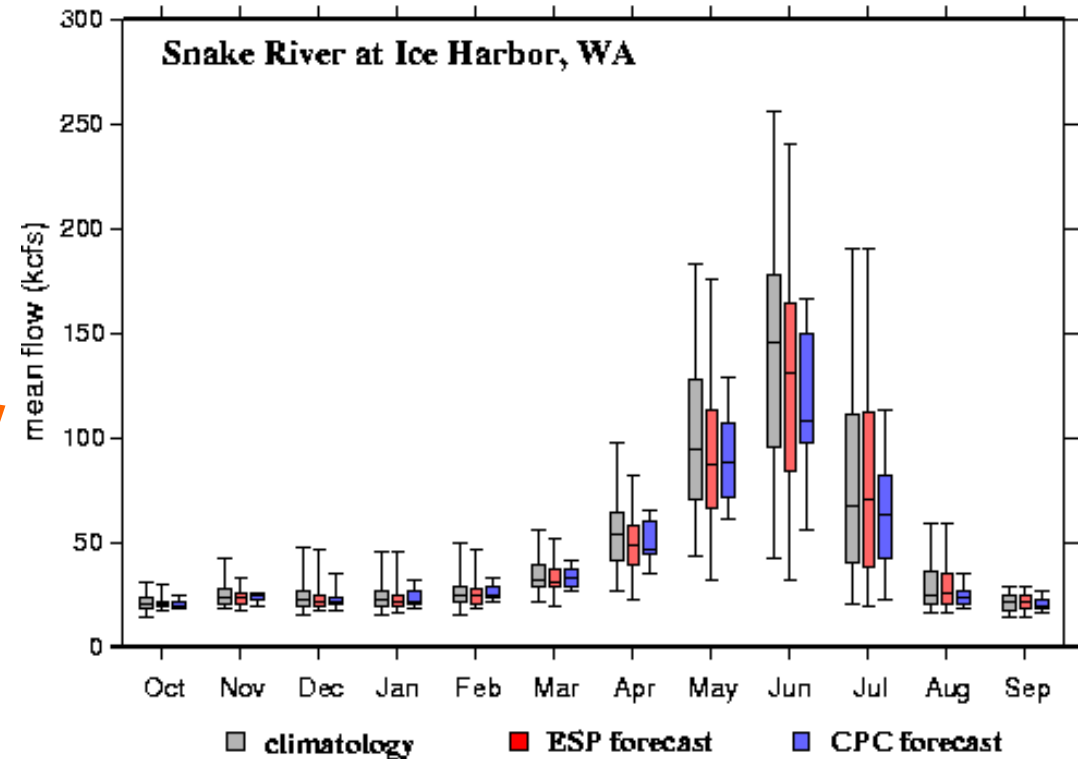 300
Snake River at Ice Harbor, WA
250
200
150
100
50
0
mean flow (kcfs)
Oct Nov Dec Jan Feb Mar Apr May Jun Jul Aug Sep
climatology ESP forecast CPC forecast